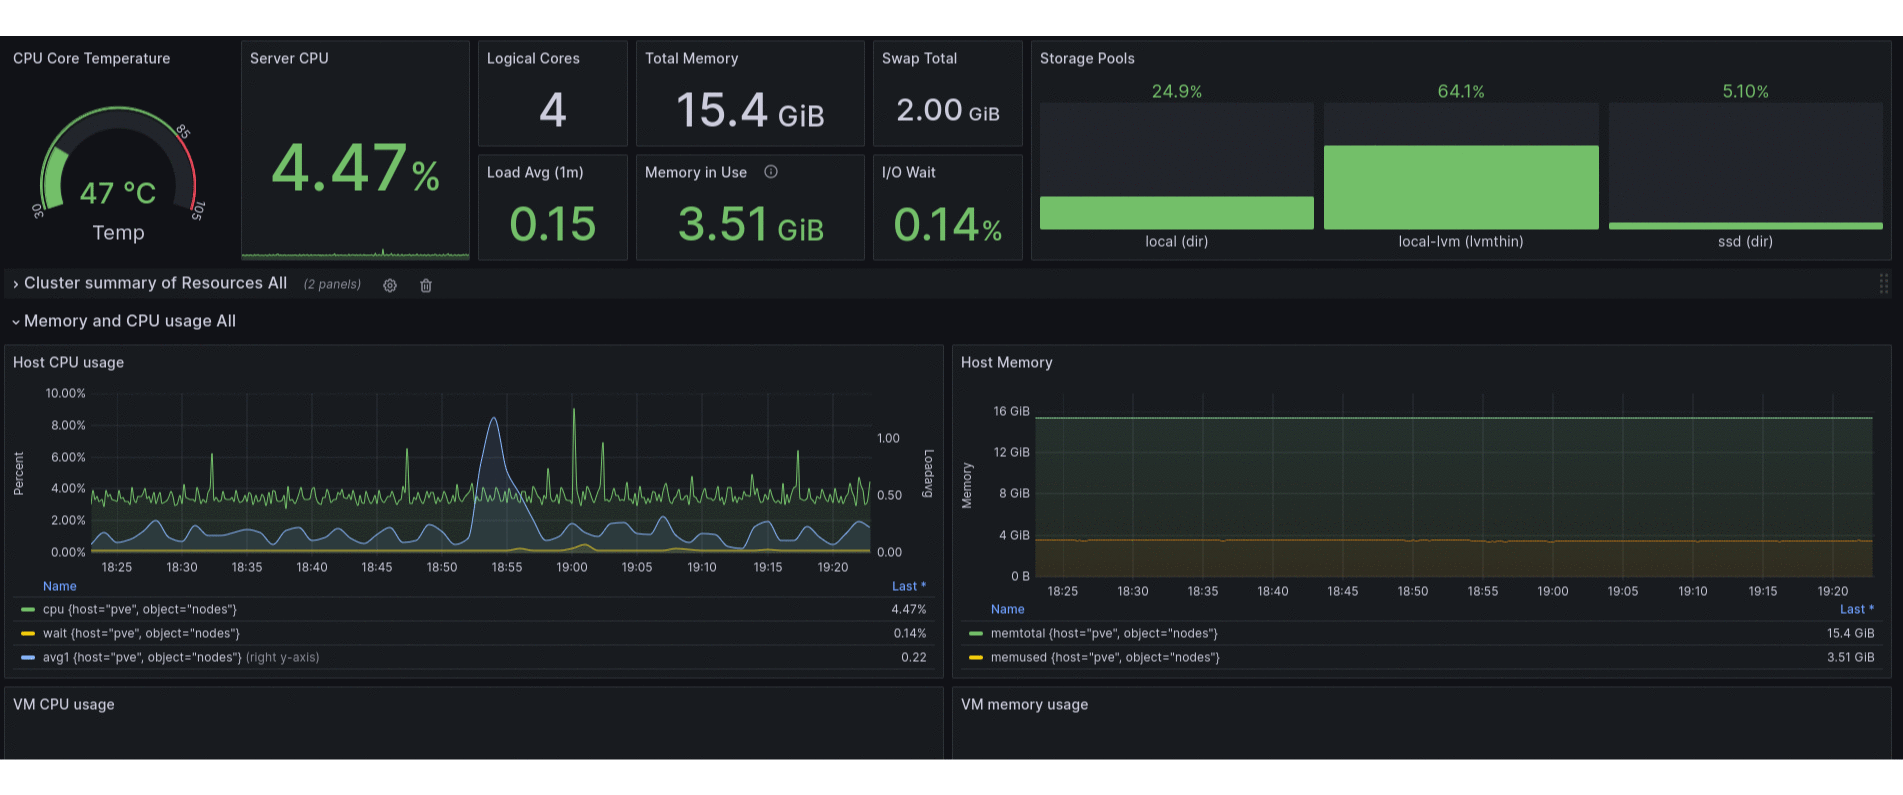 CPU Core Temperature
30
85
105
47 °C
Temp
Server CPU
4.47%
Logical Cores
4
Total Memory
15.4 GiB
Swap Total
2.00 GiB
Load Avg (1m)
0.15
Memory in Use
3.51 GiB
I/O Wait
0.14%
Storage Pools
24.9% 64.1% 5.10%
local (dir) local-lvm (lvmthin) ssd (dir)
Cluster summary of Resources All (2 panels)
Memory and CPU usage All
Host CPU usage
Percent
10.00%
8.00%
6.00%
4.00%
2.00%
0.00%
1.00
0.50
0.00
Loadavg
18:25 18:30 18:35 18:40 18:45 18:50 18:55 19:00 19:05 19:10 19:15 19:20
Name Last *
cpu {host="pve", object="nodes"} 4.47%
wait {host="pve", object="nodes"} 0.14%
avg1 {host="pve", object="nodes"} (right y-axis) 0.22
Host Memory
Memory
16 GiB
12 GiB
8 GiB
4 GiB
0 B
18:25 18:30 18:35 18:40 18:45 18:50 18:55 19:00 19:05 19:10 19:15 19:20
Name Last *
memtotal {host="pve", object="nodes"} 15.4 GiB
memused {host="pve", object="nodes"} 3.51 GiB
VM CPU usage
VM memory usage